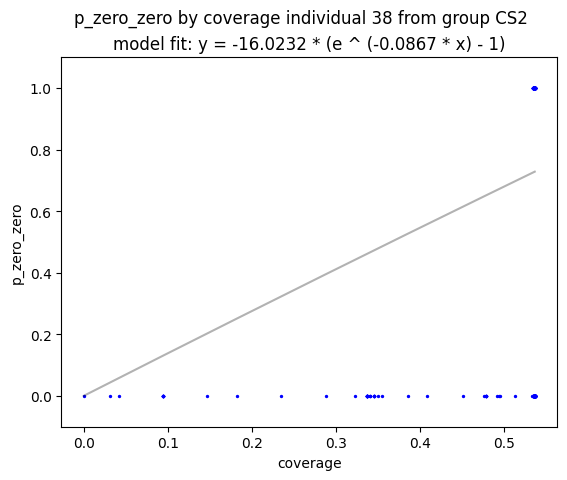 p_zero_zero by coverage individual 38 from group CS2
model fit: y = -16.0232 * (e ^ (-0.0867 * x) - 1)
1.0
0.8
0.6
0.4
0.2
0.0
p_zero_zero
0.0 0.1 0.2 0.3 0.4 0.5
coverage